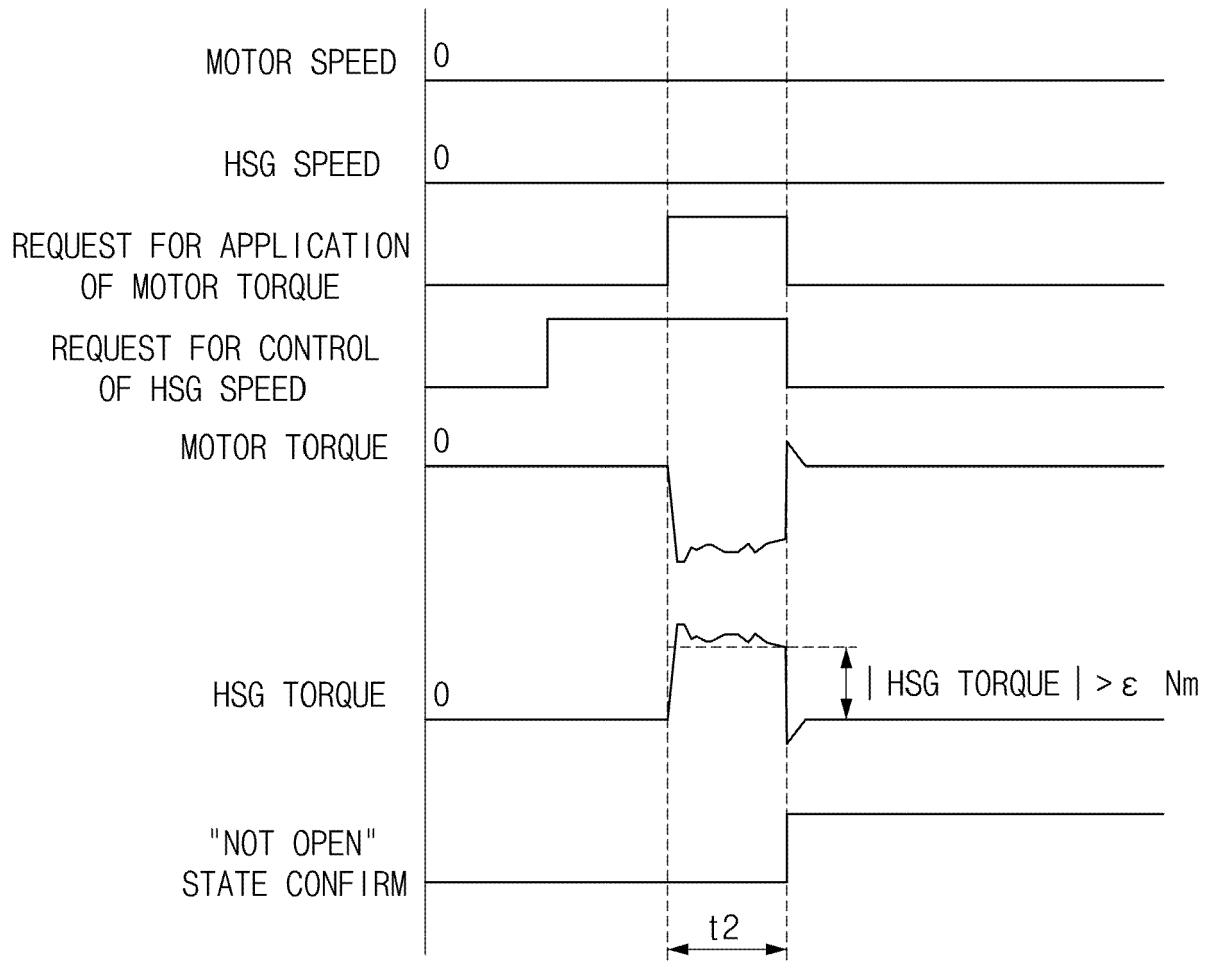 MOTOR SPEED 0
HSG SPEED 0
REQUEST FOR APPLICATION
OF MOTOR TORQUE
REQUEST FOR CONTROL
OF HSG SPEED
MOTOR TORQUE 0
HSG TORQUE 0 | HSG TORQUE | > ε Nm
"NOT OPEN"
STATE CONFIRM
t2